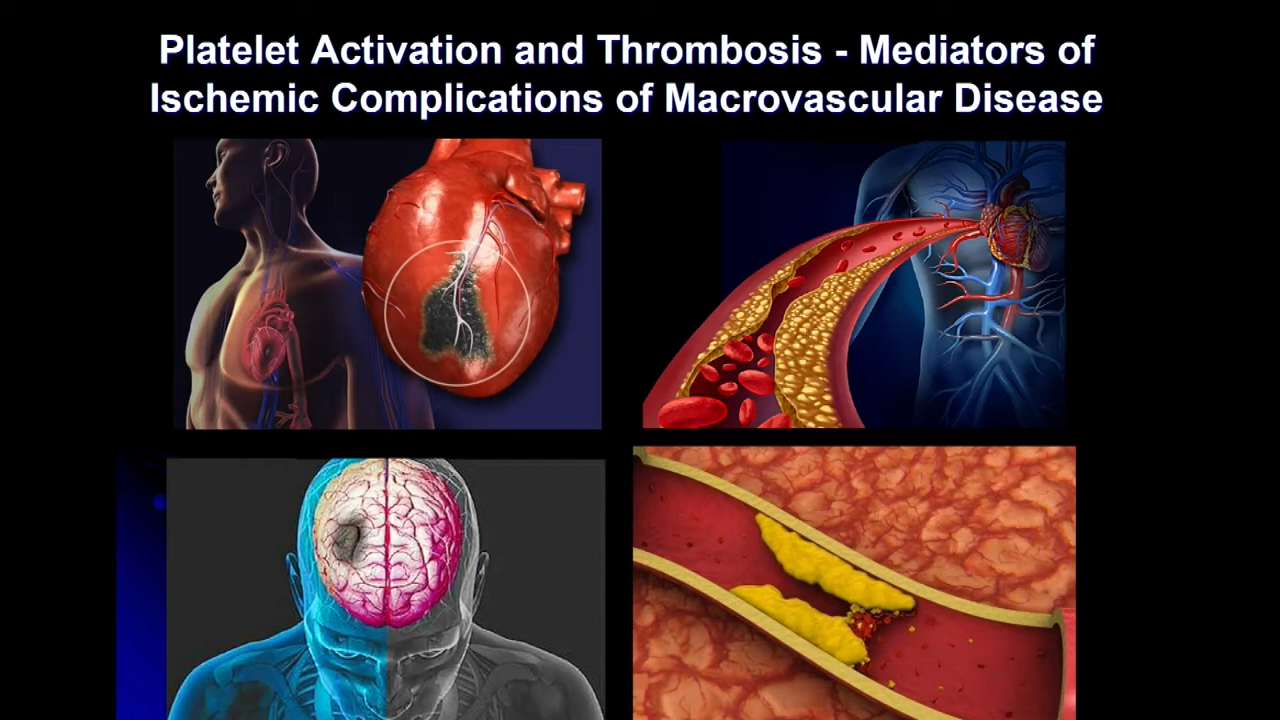 Platelet Activation and Thrombosis - Mediators of
Ischemic Complications of Macrovascular Disease